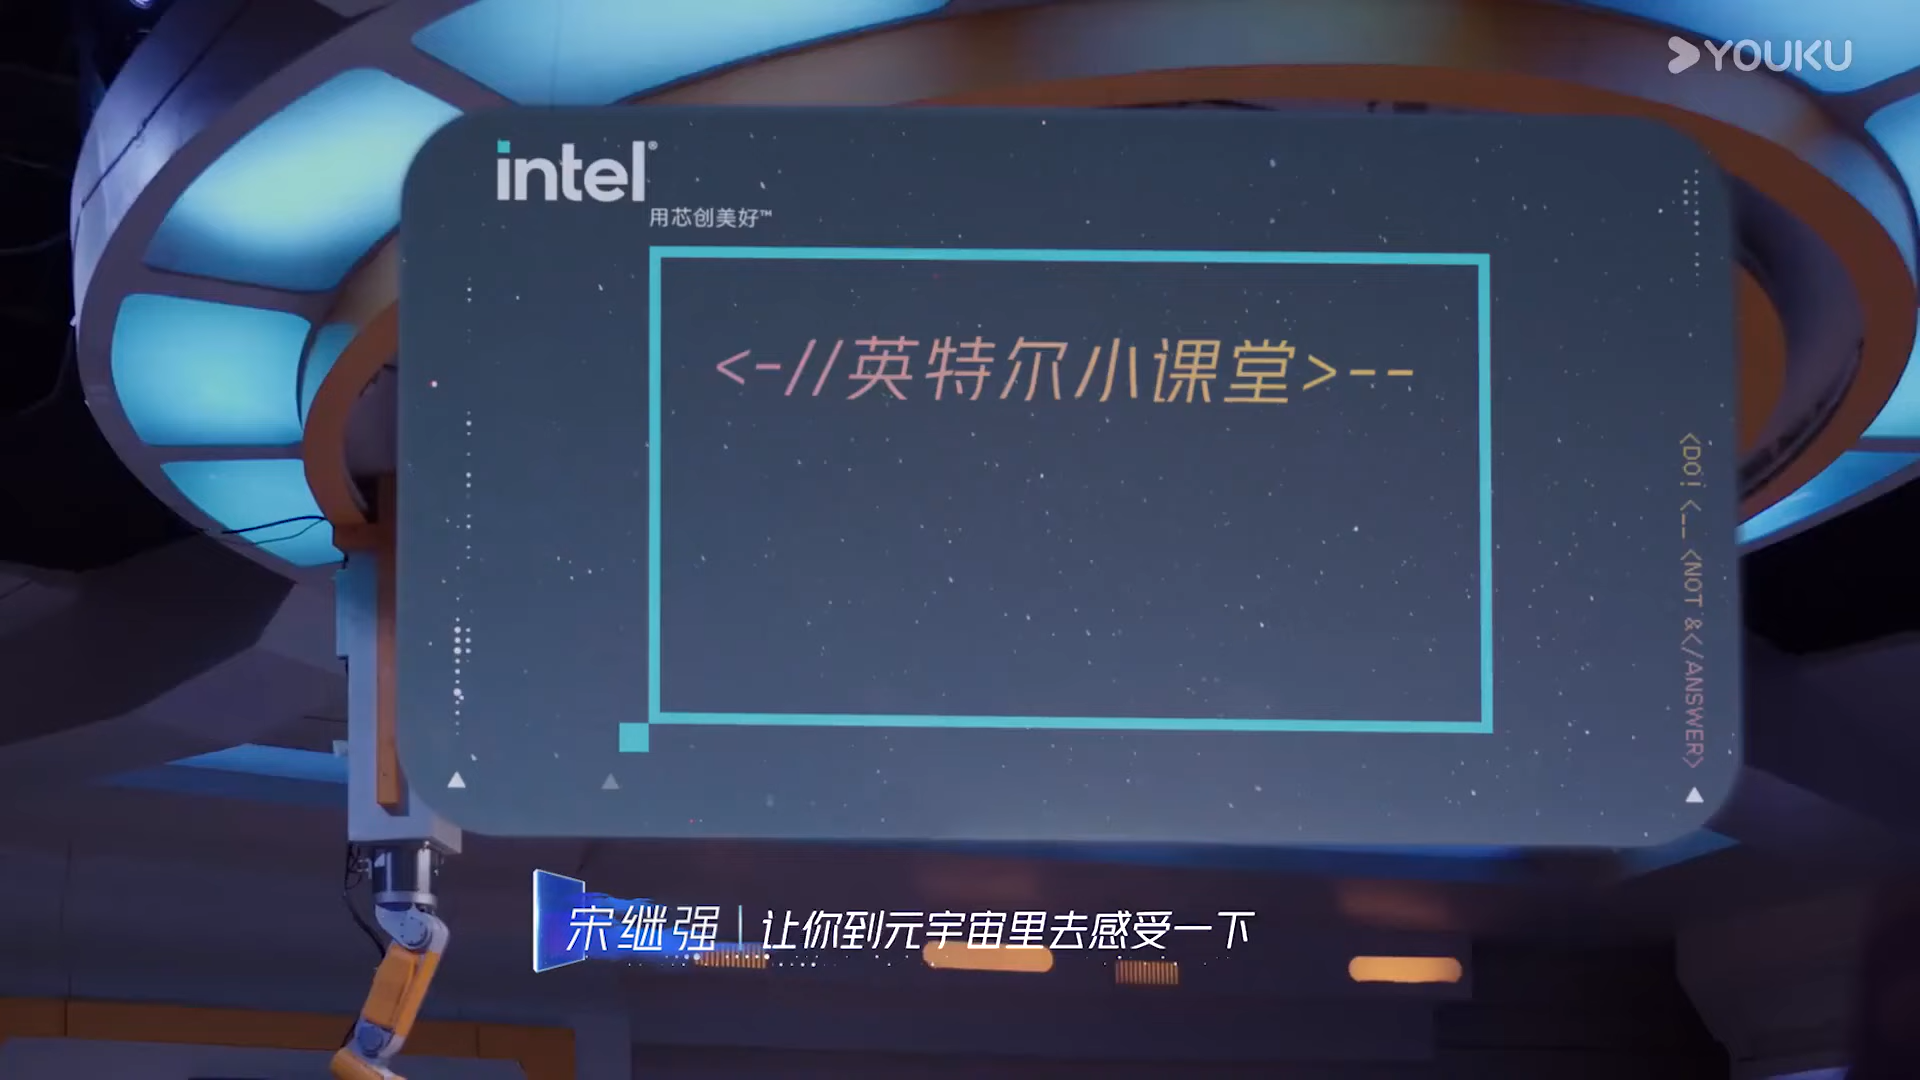 YOUKU
intel®
用芯创美好™
<-//英特尔小课堂>--
<DO! <-- <NOT &</ANSWER>
宋继强 | 让你到元宇宙里去感受一下